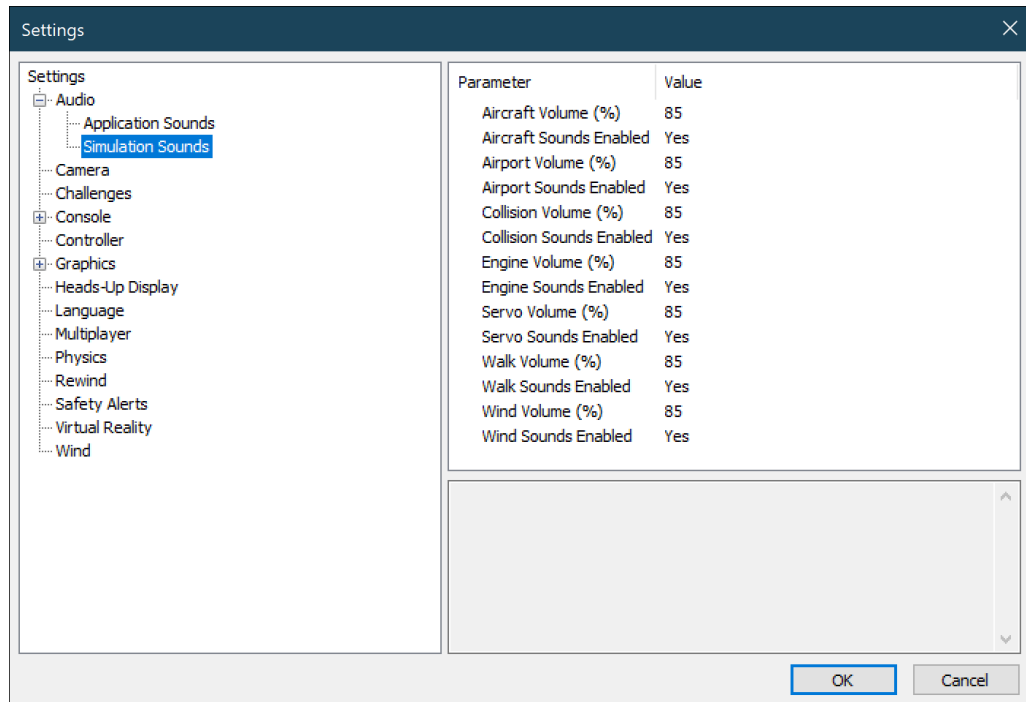 Settings
Settings
Audio
Application Sounds
Simulation Sounds
Camera
Challenges
Console
Controller
Graphics
Heads-Up Display
Language
Multiplayer
Physics
Rewind
Safety Alerts
Virtual Reality
Wind
Parameter Value
Aircraft Volume (%) 85
Aircraft Sounds Enabled Yes
Airport Volume (%) 85
Airport Sounds Enabled Yes
Collision Volume (%) 85
Collision Sounds Enabled Yes
Engine Volume (%) 85
Engine Sounds Enabled Yes
Servo Volume (%) 85
Servo Sounds Enabled Yes
Walk Volume (%) 85
Walk Sounds Enabled Yes
Wind Volume (%) 85
Wind Sounds Enabled Yes
OK Cancel